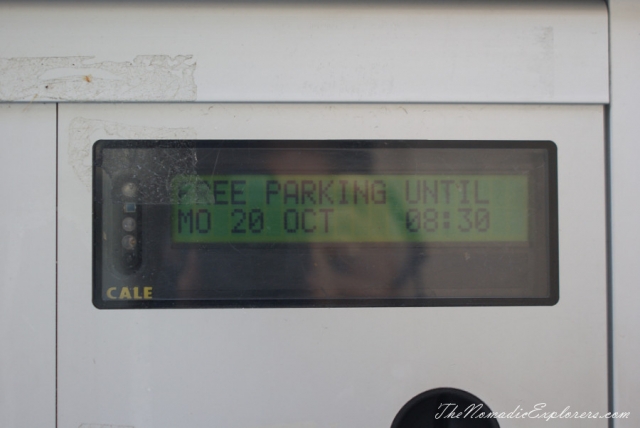 FREE PARKING UNTIL
MO 20 OCT 08:30
CALE
TheNomadicExplorers.com